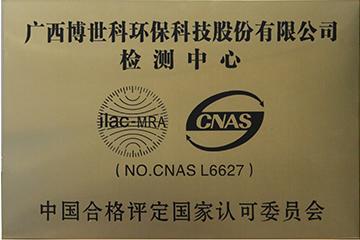 广西博世科环保科技股份有限公司
检测中心
ilac-MRA
CNAS
(NO.CNAS L6627)
中国合格评定国家认可委员会